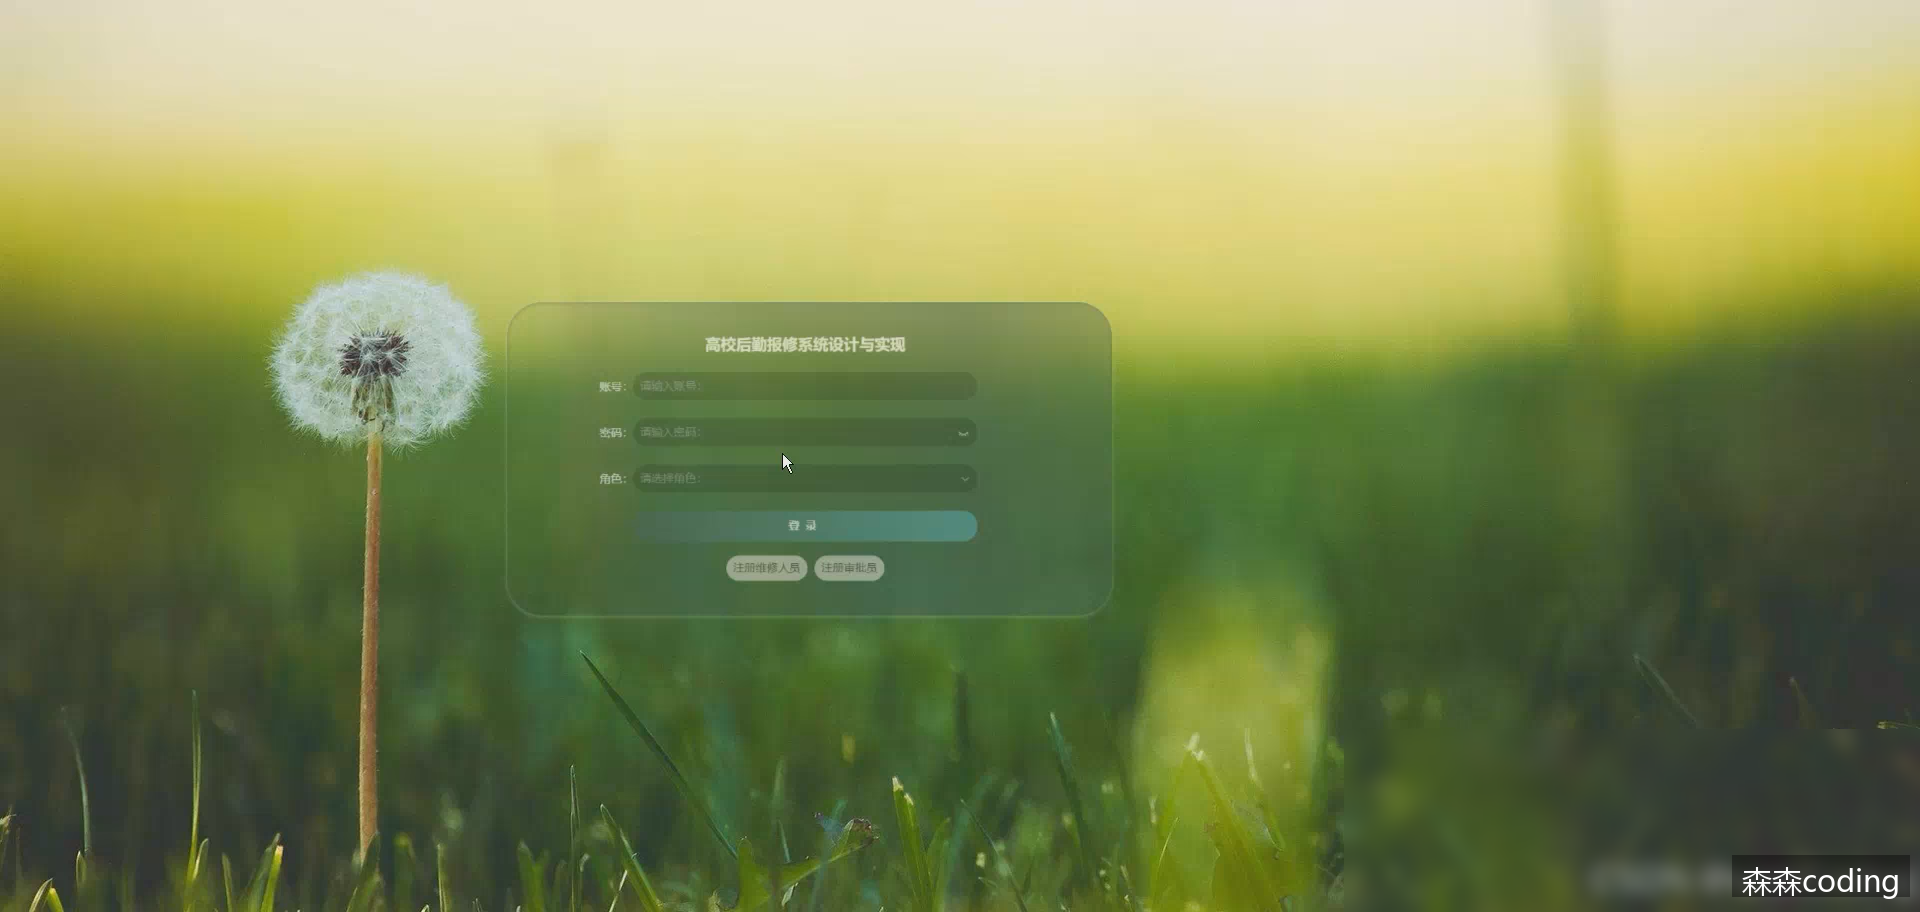 高校后勤报修系统设计与实现
账号： 请输入账号：
密码： 请输入密码：
角色： 请选择角色：
登 录
注册维修人员 注册审批员
森森coding